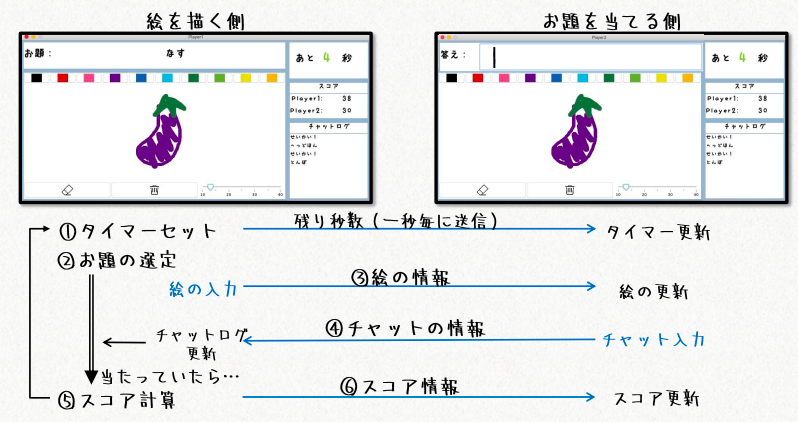 絵を描く側
お題を当てる側
Player1
お題： なす
あと 4 秒
スコア
Player1: 38
Player2: 30
チャットログ
せいかい！
へっどほん
せいかい！
とんぼ
10 20 30 40
Player2
答え：
あと 4 秒
スコア
Player1: 38
Player2: 30
チャットログ
せいかい！
へっどほん
せいかい！
とんぼ
10 20 30 40
①タイマーセット
残り秒数（一秒毎に送信）
タイマー更新
②お題の選定
絵の入力
③絵の情報
絵の更新
チャットログ
更新
④チャットの情報
チャット入力
当たっていたら…
⑤スコア計算
⑥スコア情報
スコア更新